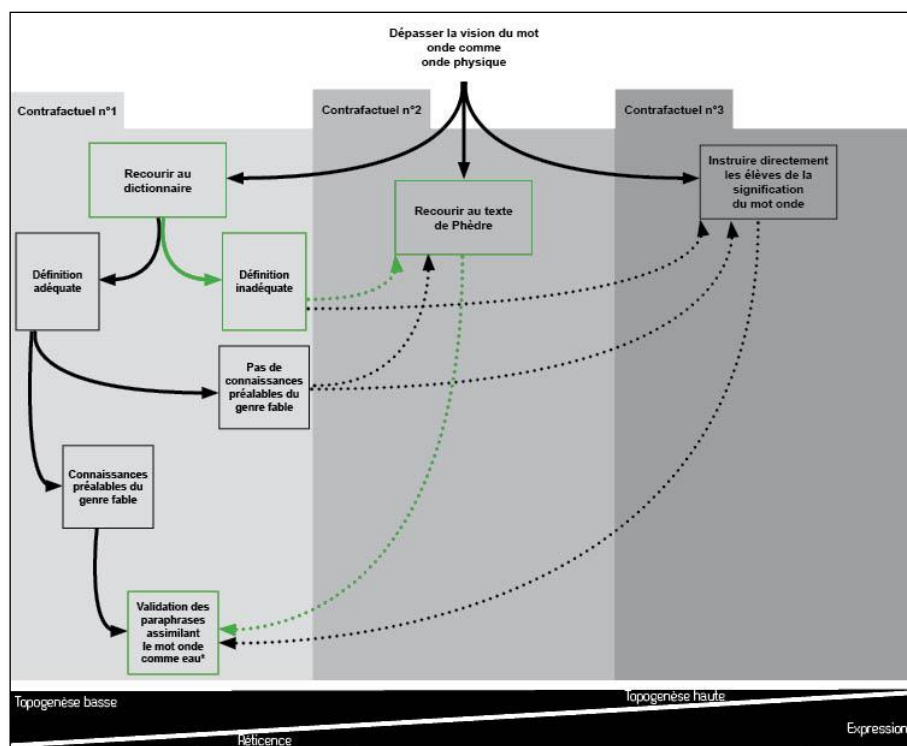 Dépasser la vision du mot
onde comme
onde physique
Contrafactuel n°1
Contrafactuel n°2
Contrafactuel n°3
Recourir au
dictionnaire
Recourir au texte
de Phèdre
Instruire directement
les élèves de la
signification
du mot onde
Définition
adéquate
Définition
inadéquate
Pas de
connaissances
préalables du
genre fable
Connaissances
préalables du
genre fable
Validation des
paraphrases
assimilant
le mot onde
comme eau*
Topogenèse basse
Topogenèse haute
Réticence
Expression